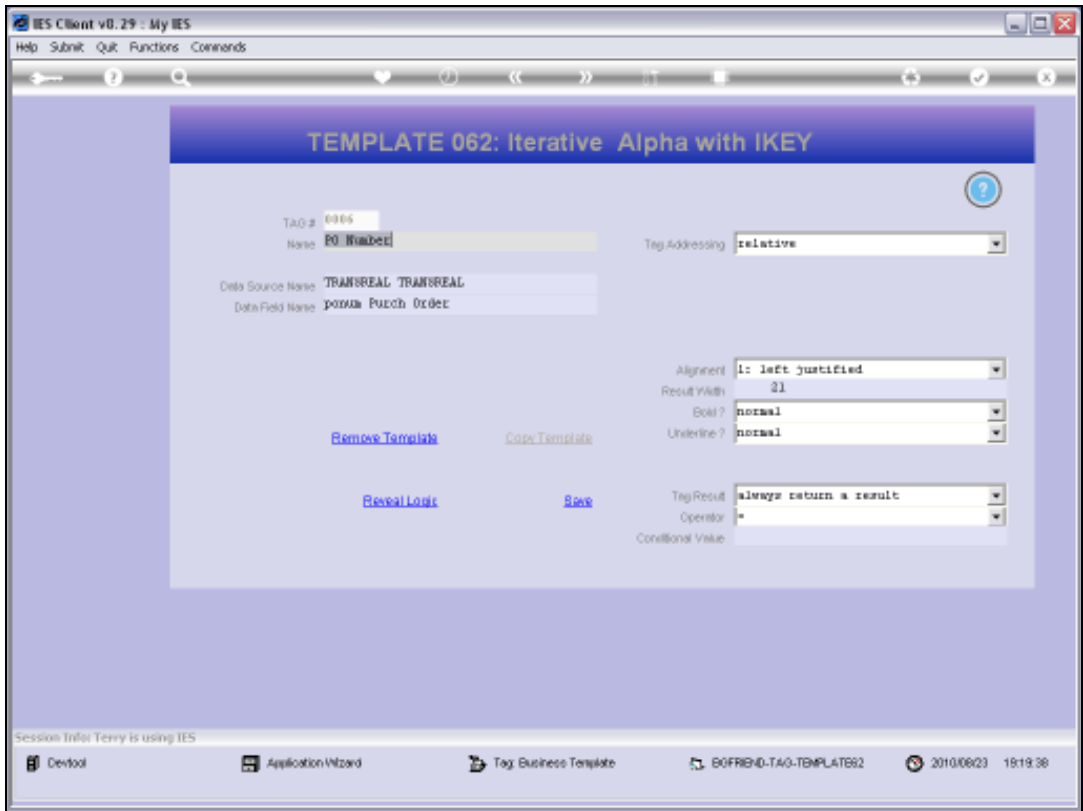 IES Client v8.29 : My IES
Help Submit Quit Functions Commands
TEMPLATE 062: Iterative Alpha with IKEY
TAG # 0006
Name PO Number
Tag Addressing relative
Data Source Name TRANSREAL TRANSREAL
Data Field Name ponum Purch Order
Alignment l: left justified
Result Width 21
Bold ? normal
Underline ? normal
Remove Template Copy Template
Reveal Logic Save
Tag Result always return a result
Operator =
Conditional Value
Session Info: Terry is using IES
Devtool Application Wizard Tag: Business Template BGFRIEND-TAG-TEMPLATE62 2010/08/23 19:19:38